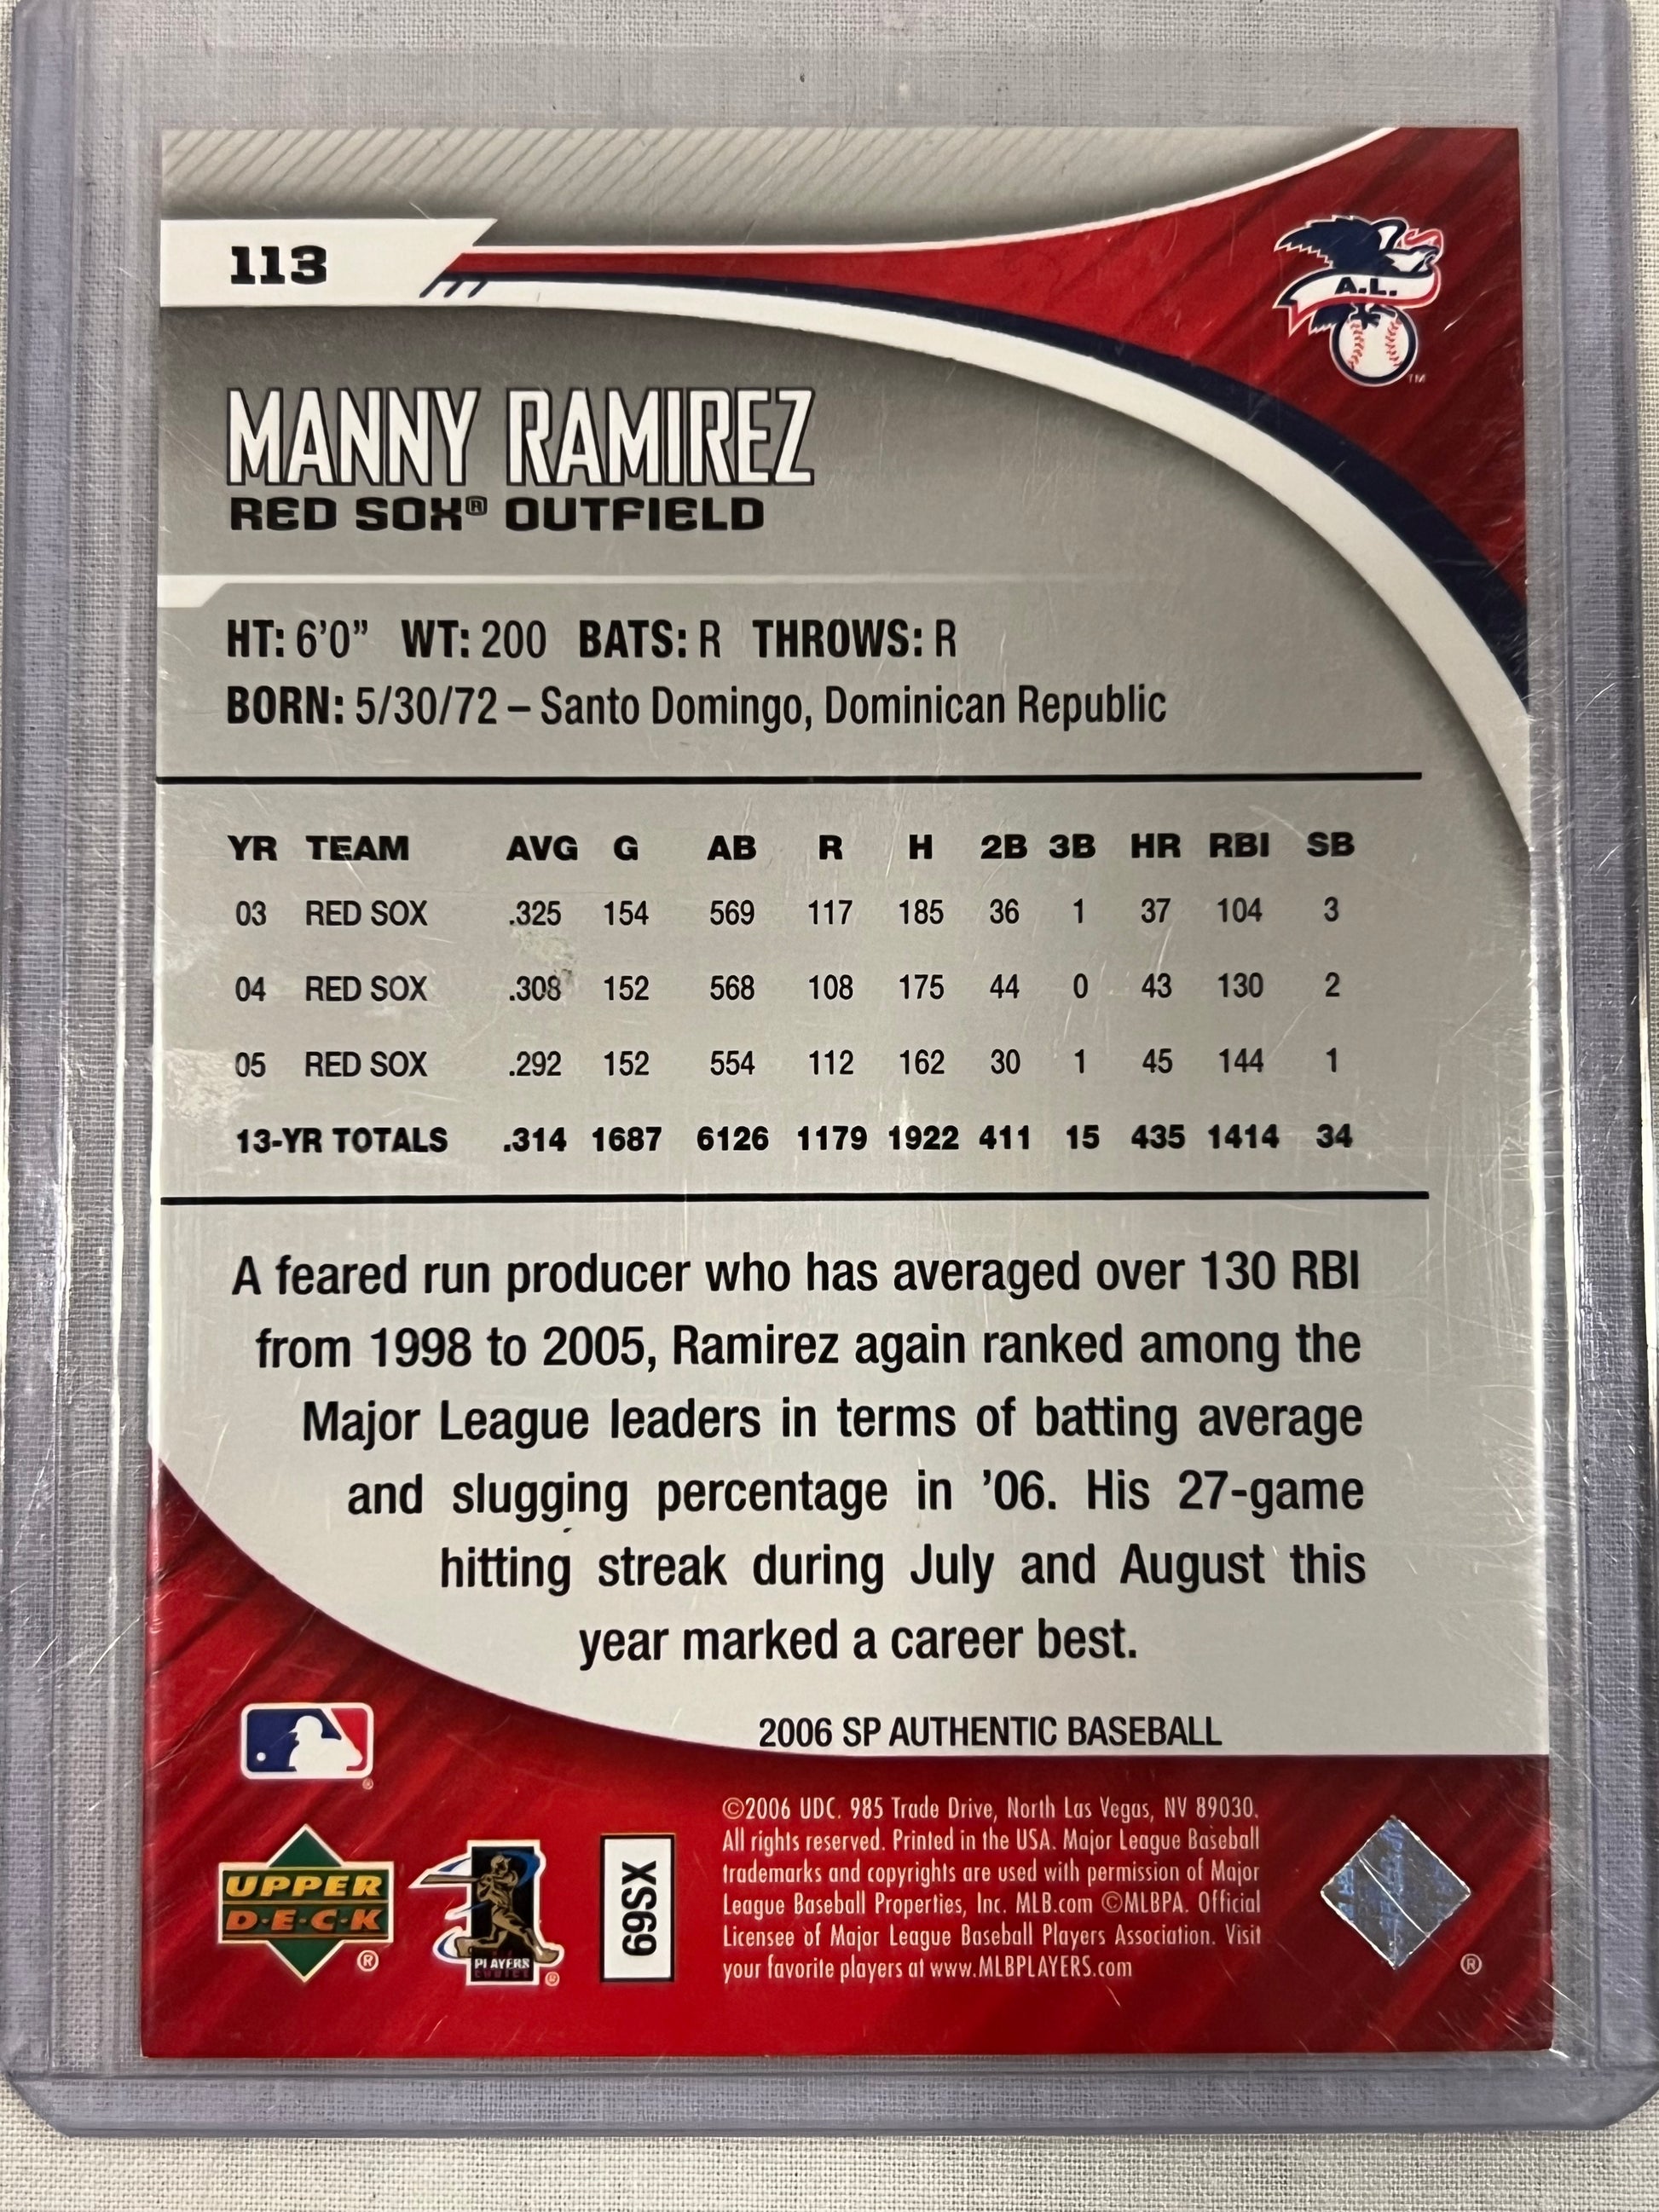 113
A.L.
TM
MANNY RAMIREZ
RED SOX® OUTFIELD
HT: 6'0” WT: 200 BATS: R THROWS: R
BORN: 5/30/72 – Santo Domingo, Dominican Republic
YR TEAM AVG G AB R H 2B 3B HR RBI SB
03 RED SOX .325 154 569 117 185 36 1 37 104 3
04 RED SOX .308 152 568 108 175 44 0 43 130 2
05 RED SOX .292 152 554 112 162 30 1 45 144 1
13-YR TOTALS .314 1687 6126 1179 1922 411 15 435 1414 34
A feared run producer who has averaged over 130 RBI
from 1998 to 2005, Ramirez again ranked among the
Major League leaders in terms of batting average
and slugging percentage in ’06. His 27-game
hitting streak during July and August this
year marked a career best.
2006 SP AUTHENTIC BASEBALL
®
UPPER
D·E·C·K
®
PLAYERS
CHOICE
®
XS69
©2006 UDC. 985 Trade Drive, North Las Vegas, NV 89030.
All rights reserved. Printed in the USA. Major League Baseball
trademarks and copyrights are used with permission of Major
League Baseball Properties, Inc. MLB.com ©MLBPA. Official
Licensee of Major League Baseball Players Association. Visit
your favorite players at www.MLBPLAYERS.com
®